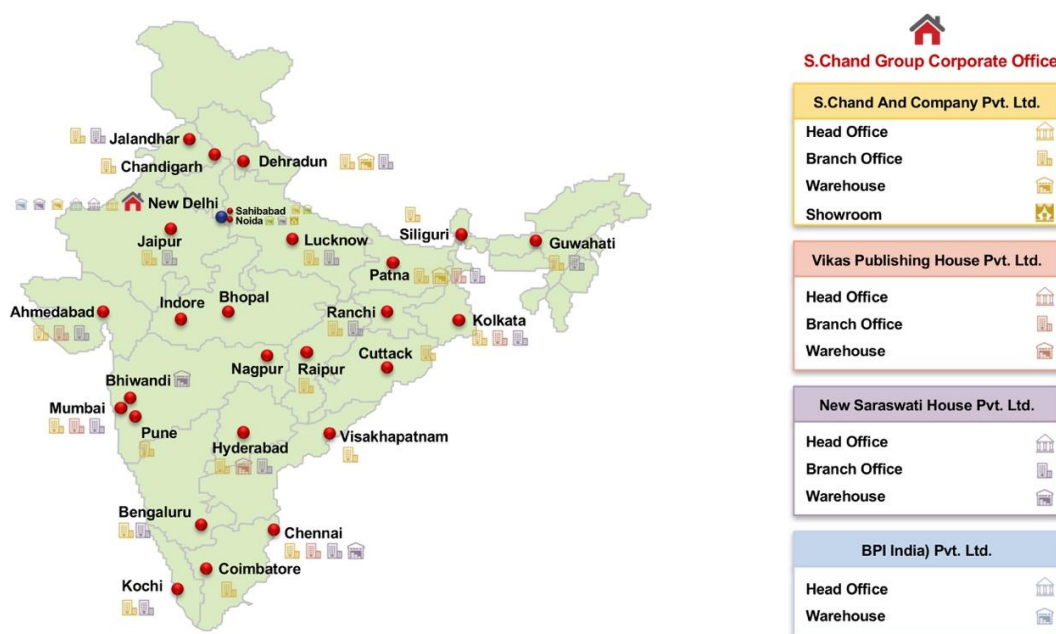 Jalandhar
Chandigarh
Dehradun
New Delhi
Sahibabad
Noida
Jaipur
Lucknow
Siliguri
Guwahati
Patna
Ahmedabad
Indore
Bhopal
Ranchi
Kolkata
Nagpur
Raipur
Cuttack
Bhiwandi
Mumbai
Pune
Hyderabad
Visakhapatnam
Bengaluru
Chennai
Coimbatore
Kochi
S.Chand Group Corporate Office
S.Chand And Company Pvt. Ltd.
Head Office
Branch Office
Warehouse
Showroom
Vikas Publishing House Pvt. Ltd.
Head Office
Branch Office
Warehouse
New Saraswati House Pvt. Ltd.
Head Office
Branch Office
Warehouse
BPI India) Pvt. Ltd.
Head Office
Warehouse